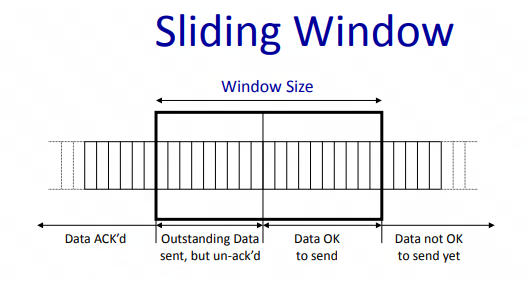 Sliding Window
Window Size
Data ACK’d
Outstanding Data
sent, but un-ack’d
Data OK
to send
Data not OK
to send yet